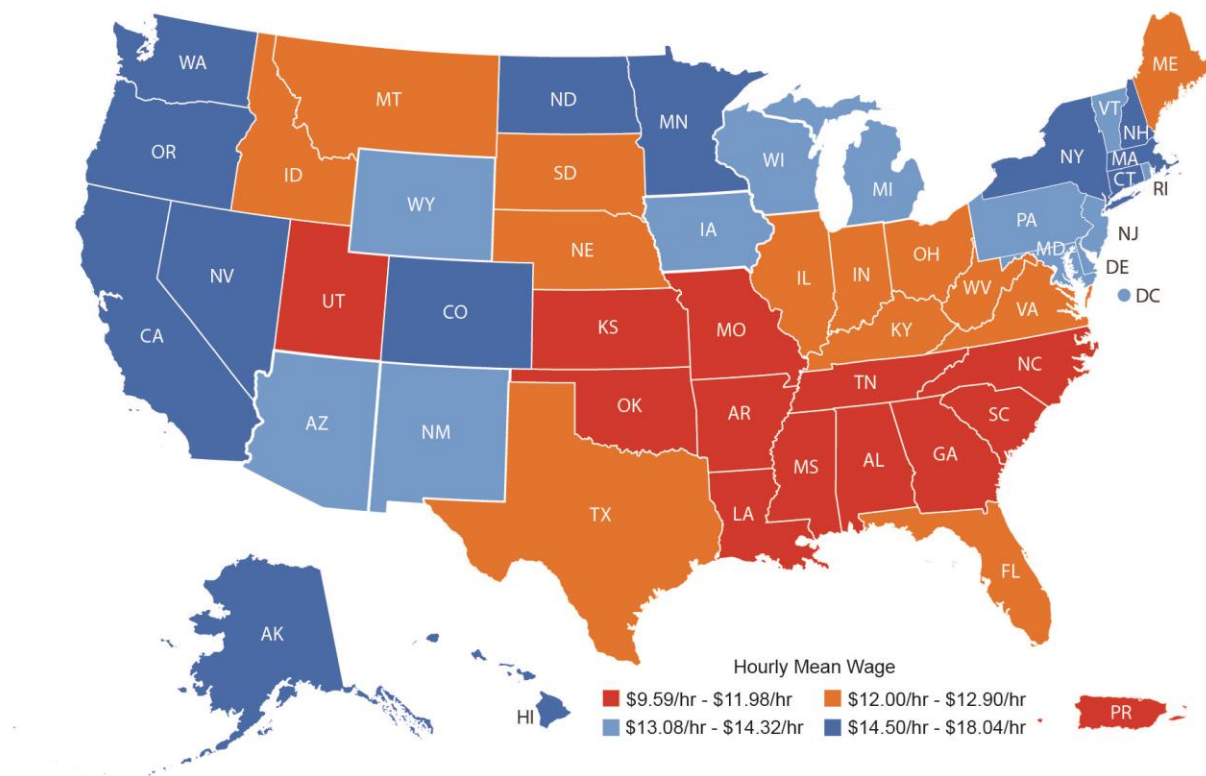 WA
MT
ND
MN
ME
VT
NH
OR
ID
SD
WI
MI
NY
MA
CT
RI
WY
IA
PA
NJ
NE
MD
DE
DC
NV
UT
CO
IL
IN
OH
WV
VA
CA
KS
MO
KY
AZ
NM
OK
AR
TN
NC
SC
MS
AL
GA
LA
TX
FL
AK
HI
Hourly Mean Wage
$9.59/hr - $11.98/hr
$12.00/hr - $12.90/hr
$13.08/hr - $14.32/hr
$14.50/hr - $18.04/hr
PR